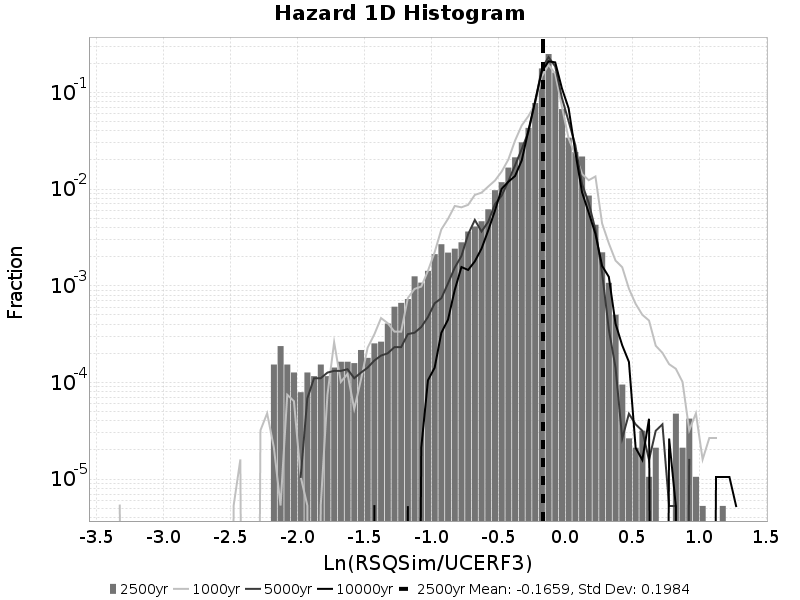 Hazard 1D Histogram
Fraction
10-1
10-2
10-3
10-4
10-5
-3.5 -3.0 -2.5 -2.0 -1.5 -1.0 -0.5 0.0 0.5 1.0 1.5
Ln(RSQSim/UCERF3)
2500yr 1000yr 5000yr 10000yr 2500yr Mean: -0.1659, Std Dev: 0.1984